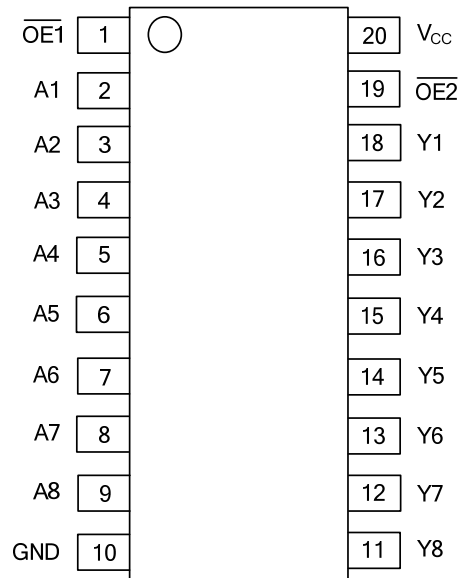 OE1 1 20 VCC
A1 2 19 OE2
A2 3 18 Y1
A3 4 17 Y2
A4 5 16 Y3
A5 6 15 Y4
A6 7 14 Y5
A7 8 13 Y6
A8 9 12 Y7
GND 10 11 Y8